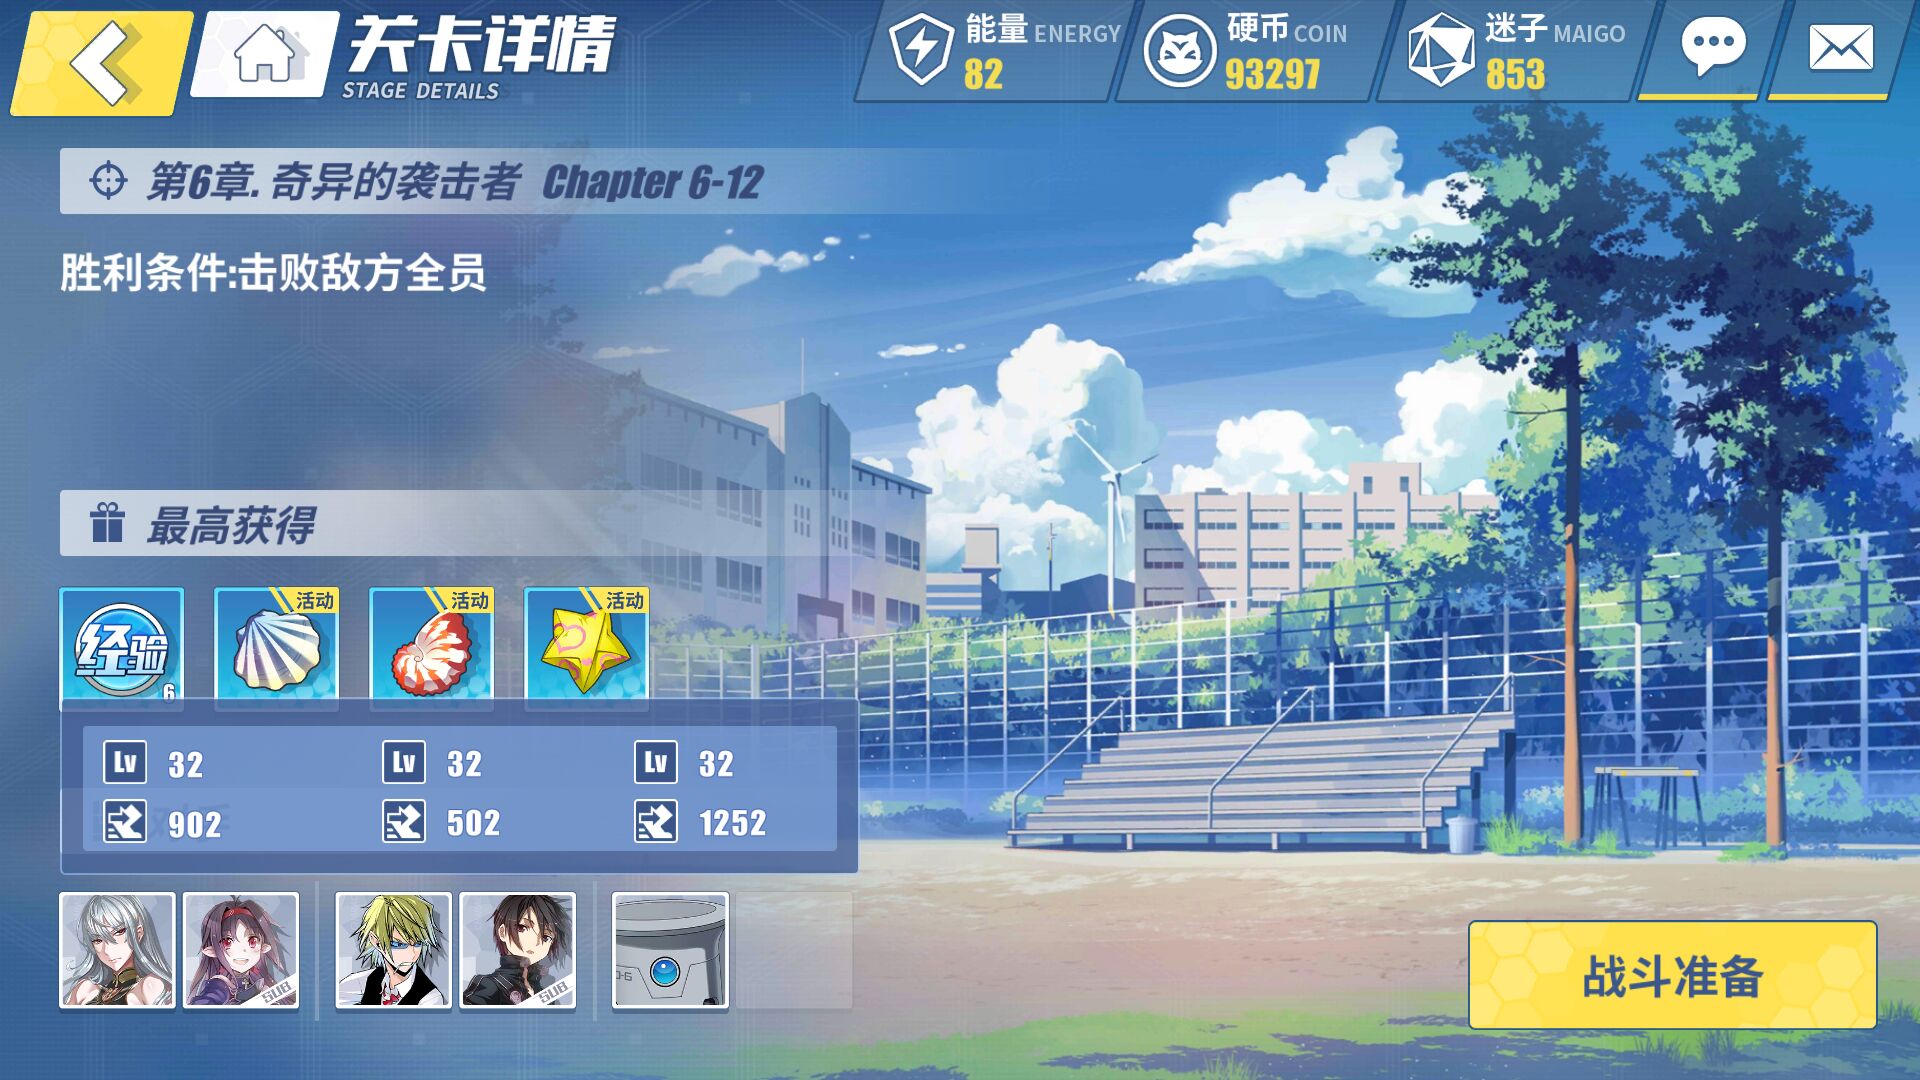 关卡详情
STAGE DETAILS
能量 ENERGY
82
硬币 COIN
93297
迷子 MAIGO
853
第6章. 奇异的袭击者 Chapter 6-12
胜利条件:击败敌方全员
最高获得
经验
6
活动
活动
活动
Lv 32
Lv 32
Lv 32
902
502
1252
SUB
SUB
战斗准备